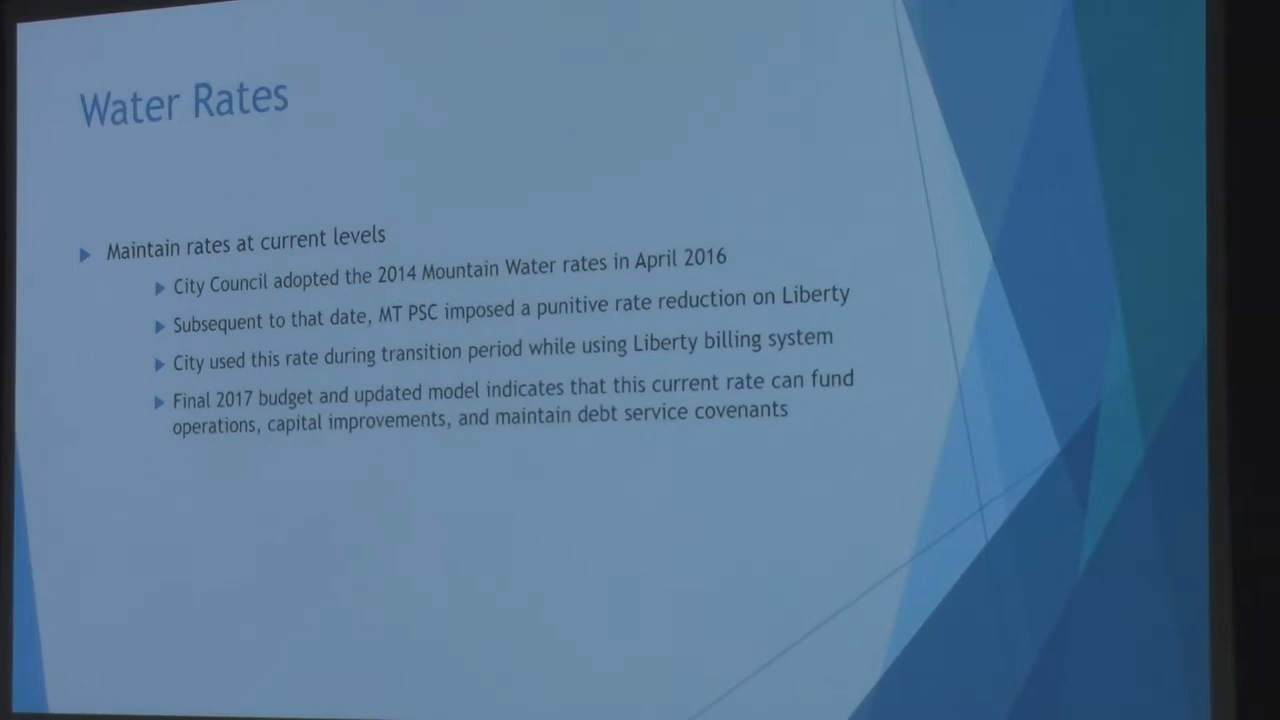 Water Rates
Maintain rates at current levels
City Council adopted the 2014 Mountain Water rates in April 2016
Subsequent to that date, MT PSC imposed a punitive rate reduction on Liberty
City used this rate during transition period while using Liberty billing system
Final 2017 budget and updated model indicates that this current rate can fund
operations, capital improvements, and maintain debt service covenants